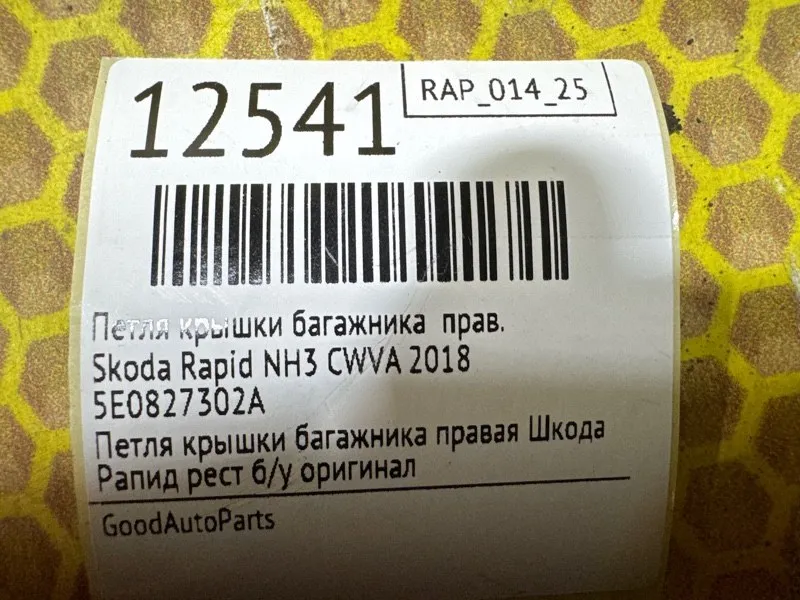 12541
RAP_014_25
Петля крышки багажника прав.
Skoda Rapid NH3 CWVA 2018
5E0827302A
Петля крышки багажника правая Шкода
Рапид рест б/у оригинал
GoodAutoParts